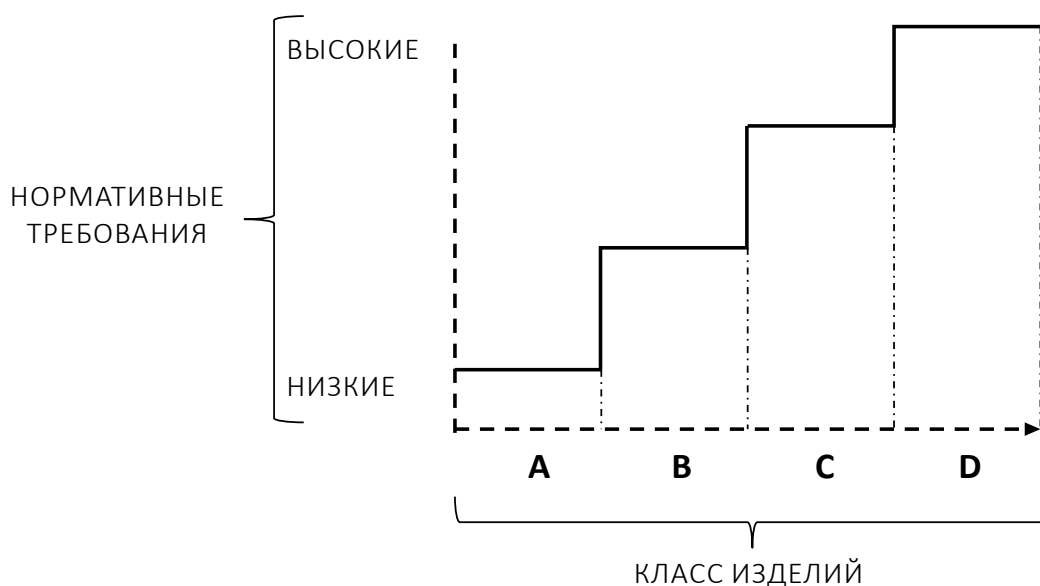 ВЫСОКИЕ
НОРМАТИВНЫЕ
ТРЕБОВАНИЯ
НИЗКИЕ
A B C D
КЛАСС ИЗДЕЛИЙ